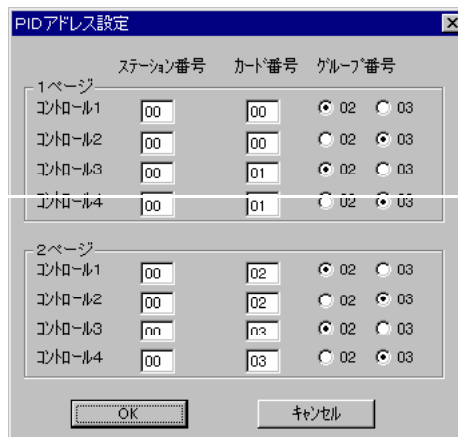 PIDアドレス設定
ｽﾃｰｼｮﾝ番号 ｶｰﾄﾞ番号 ｸﾞﾙｰﾌﾟ番号
1ページ
ｺﾝﾄﾛｰﾙ1 00 00 02 03
ｺﾝﾄﾛｰﾙ2 00 00 02 03
ｺﾝﾄﾛｰﾙ3 00 01 02 03
ｺﾝﾄﾛｰﾙ4 00 01 02 03
2ページ
ｺﾝﾄﾛｰﾙ1 00 02 02 03
ｺﾝﾄﾛｰﾙ2 00 02 02 03
ｺﾝﾄﾛｰﾙ3 00 03 02 03
ｺﾝﾄﾛｰﾙ4 00 03 02 03
OK ｷｬﾝｾﾙ